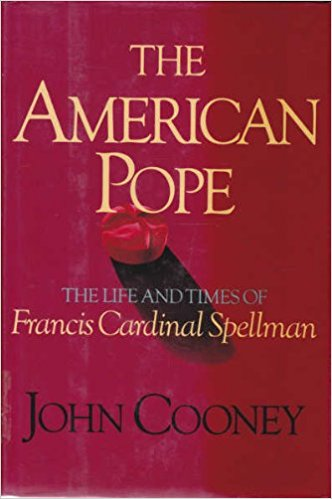 THE
AMERICAN
POPE
THE LIFE AND TIMES OF
Francis Cardinal Spellman
JOHN COONEY